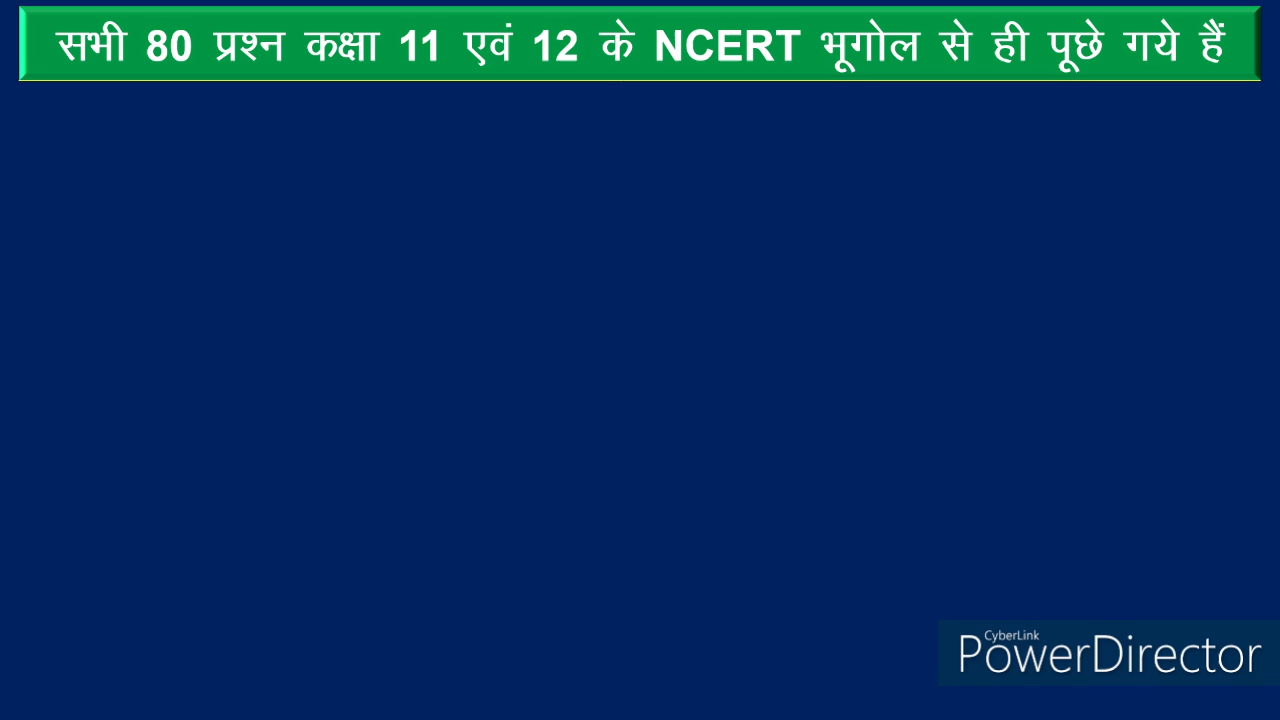 सभी 80 प्रश्न कक्षा 11 एवं 12 के NCERT भूगोल से ही पूछे गये हैं
CyberLink
PowerDirector